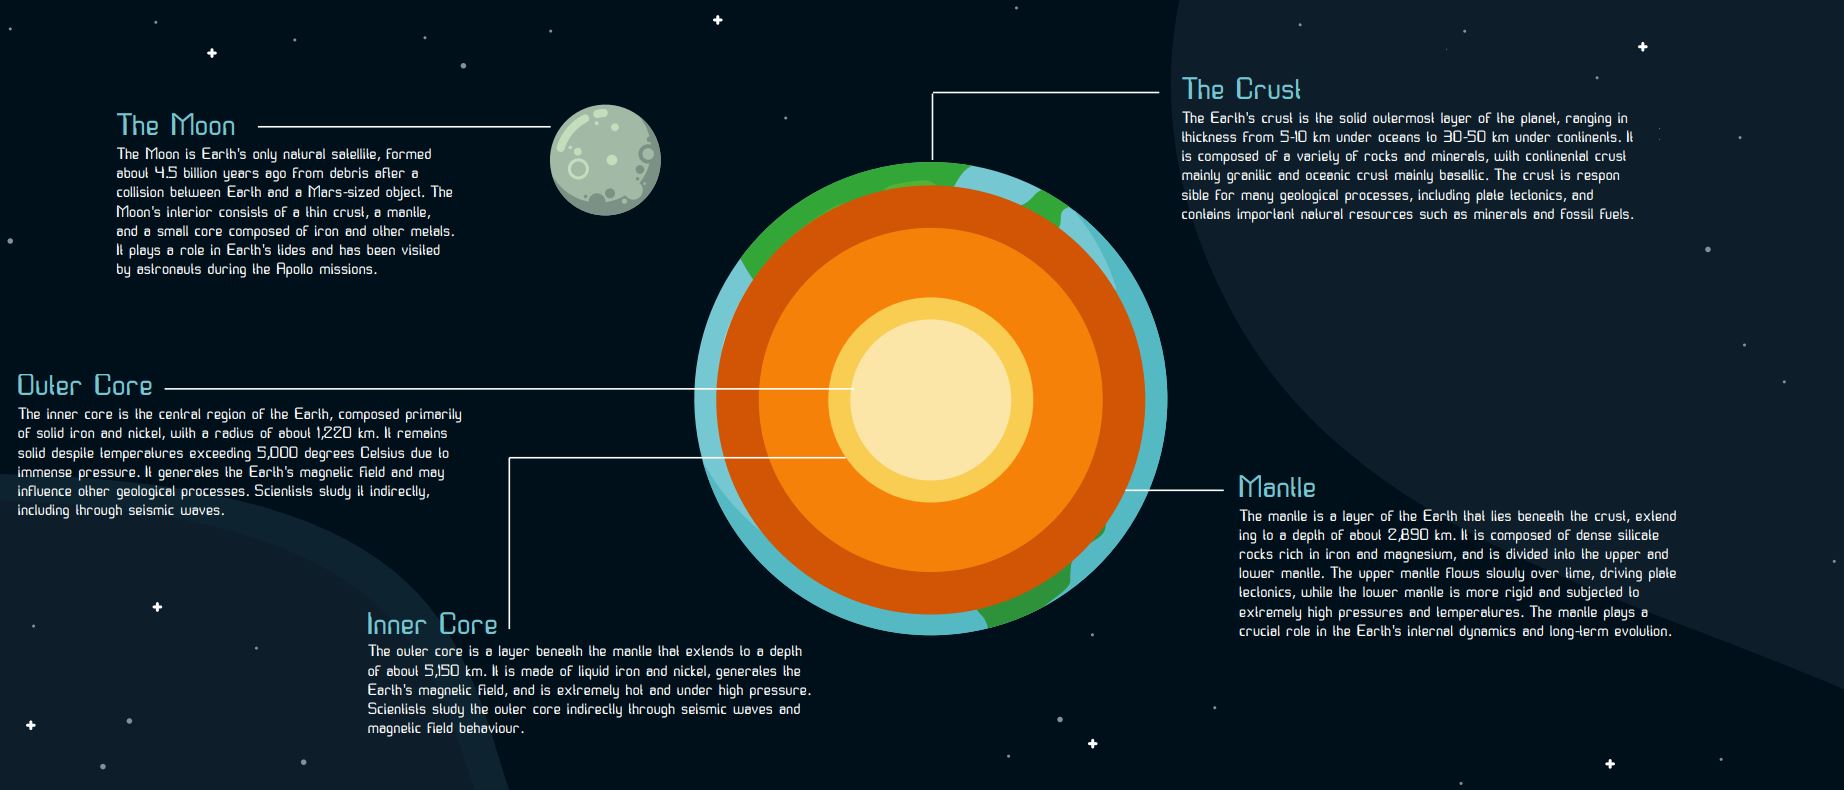 The Moon
The Moon is Earth's only natural satellite, formed
about 4.5 billion years ago from debris after a
collision between Earth and a Mars-sized object. The
Moon's interior consists of a thin crust, a mantle,
and a small core composed of iron and other metals.
It plays a role in Earth's tides and has been visited
by astronauts during the Apollo missions.
The Crust
The Earth's crust is the solid outermost layer of the planet, ranging in
thickness from 5-10 km under oceans to 30-50 km under continents. It
is composed of a variety of rocks and minerals, with continental crust
mainly granitic and oceanic crust mainly basaltic. The crust is respon
sible for many geological processes, including plate tectonics, and
contains important natural resources such as minerals and fossil fuels.
Outer Core
The inner core is the central region of the Earth, composed primarily
of solid iron and nickel, with a radius of about 1,220 km. It remains
solid despite temperatures exceeding 5,000 degrees Celsius due to
immense pressure. It generates the Earth's magnetic field and may
influence other geological processes. Scientists study it indirectly,
including through seismic waves.
Mantle
The mantle is a layer of the Earth that lies beneath the crust, extend
ing to a depth of about 2,890 km. It is composed of dense silicate
rocks rich in iron and magnesium, and is divided into the upper and
lower mantle. The upper mantle flows slowly over time, driving plate
tectonics, while the lower mantle is more rigid and subjected to
extremely high pressures and temperatures. The mantle plays a
crucial role in the Earth's internal dynamics and long-term evolution.
Inner Core
The outer core is a layer beneath the mantle that extends to a depth
of about 5,150 km. It is made of liquid iron and nickel, generates the
Earth's magnetic field, and is extremely hot and under high pressure.
Scientists study the outer core indirectly through seismic waves and
magnetic field behaviour.